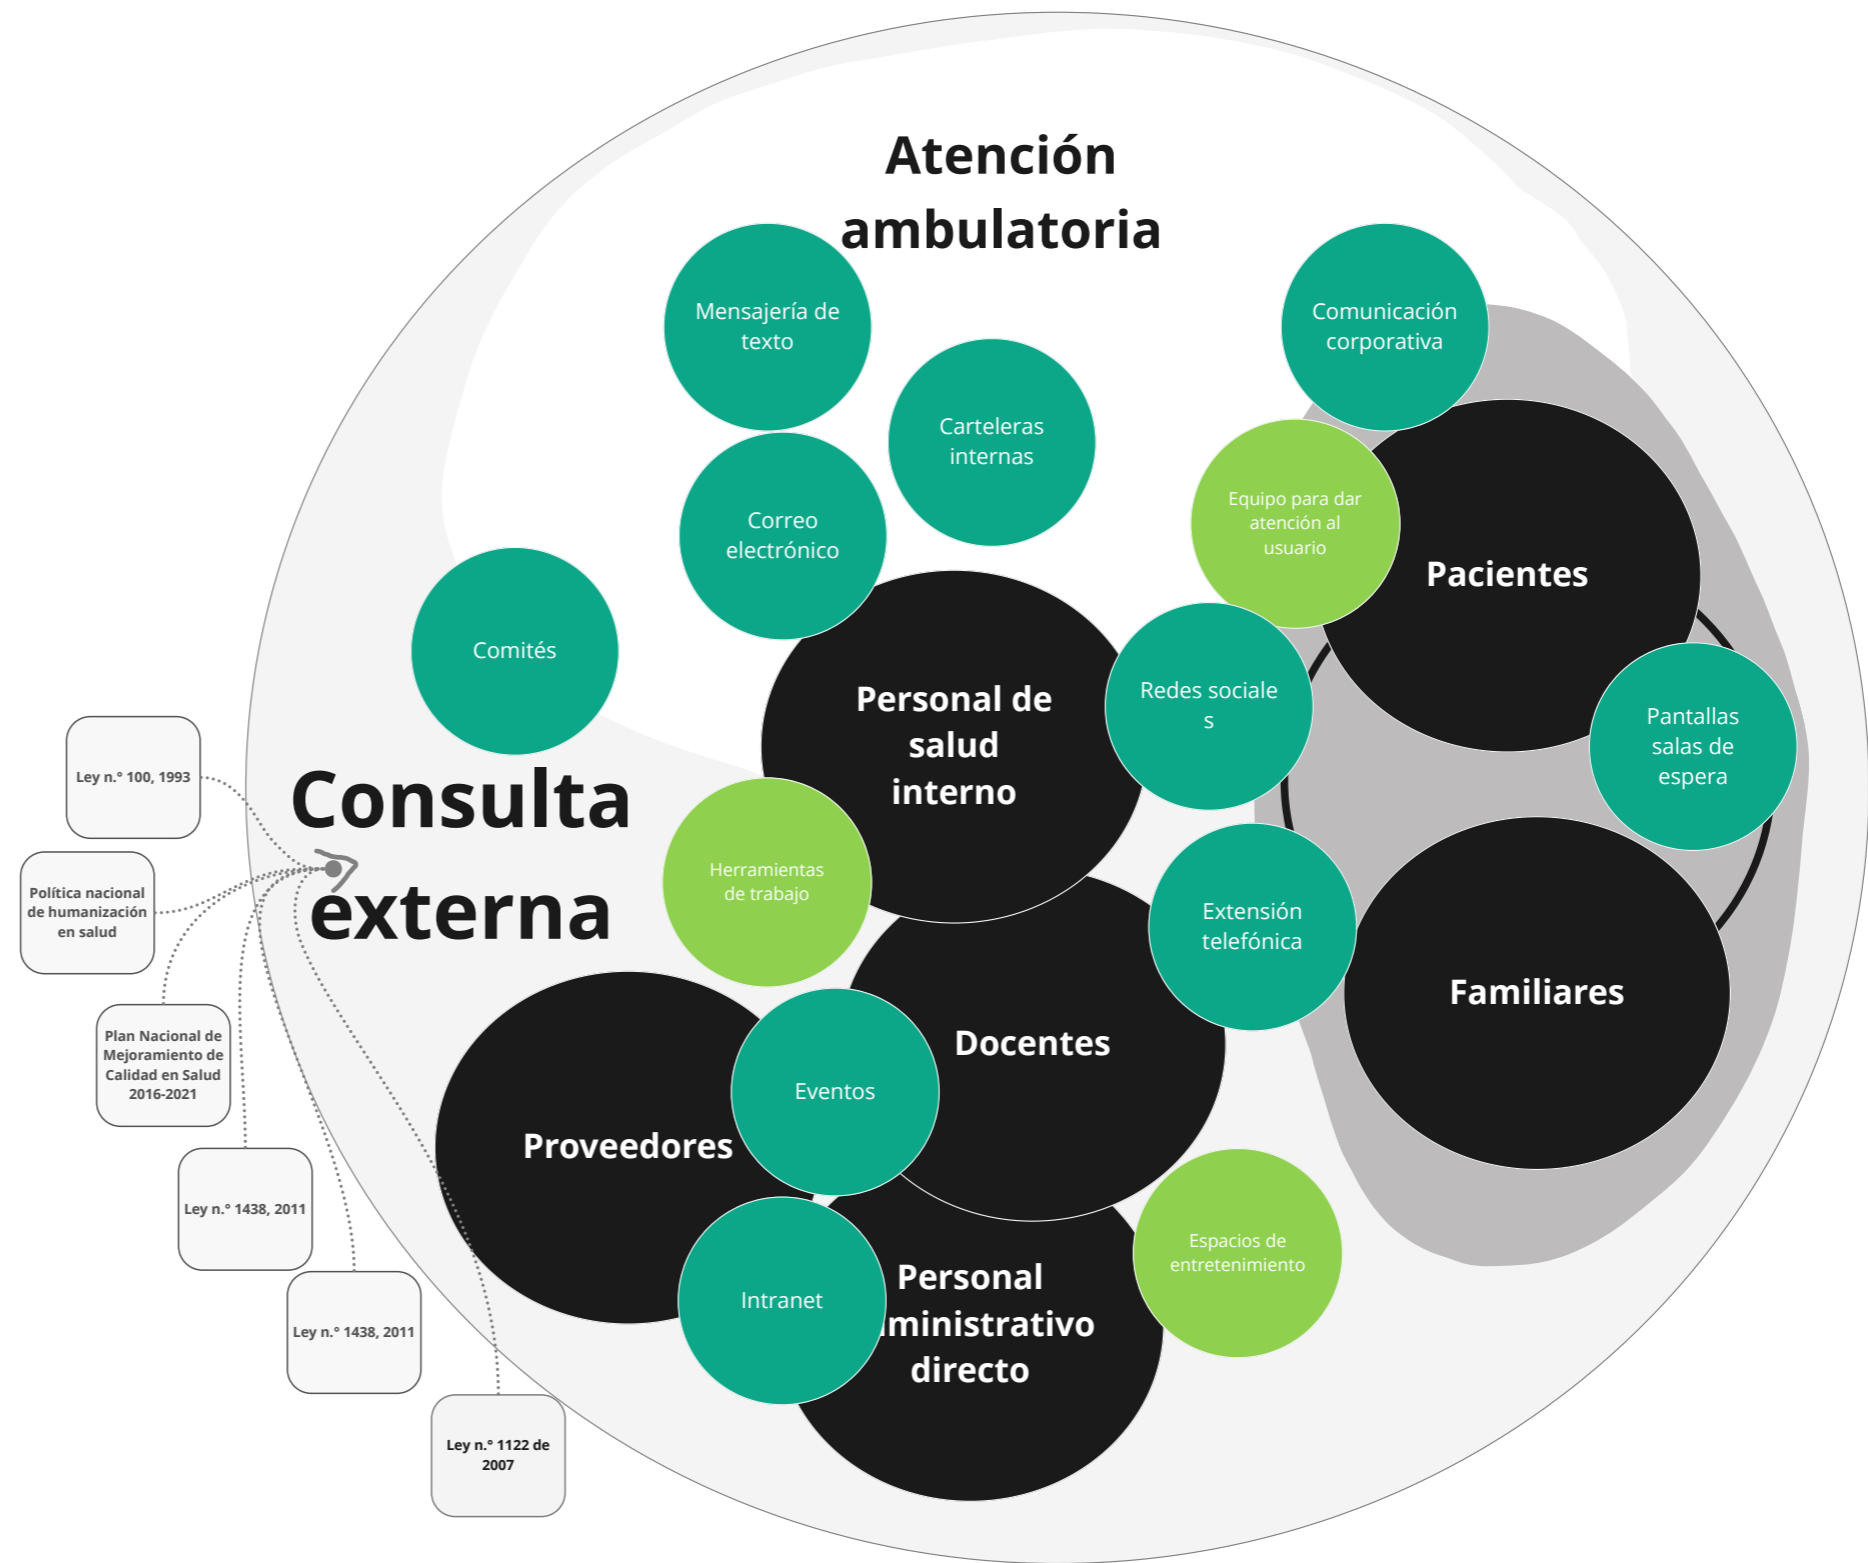 Atención
ambulatoria
Mensajería de
texto
Comunicación
corporativa
Carteleras
internas
Equipo para dar
atención al
usuario
Correo
electrónico
Pacientes
Comités
Personal de
salud
interno
Redes sociale
s
Pantallas
salas de
espera
Ley n.° 100, 1993
Consulta
externa
Herramientas
de trabajo
Política nacional
de humanización
en salud
Extensión
telefónica
Familiares
Plan Nacional de
Mejoramiento de
Calidad en Salud
2016-2021
Docentes
Eventos
Proveedores
Ley n.° 1438, 2011
Espacios de
entretenimiento
Intranet
Personal
ministrativo
directo
Ley n.° 1438, 2011
Ley n.° 1122 de
2007